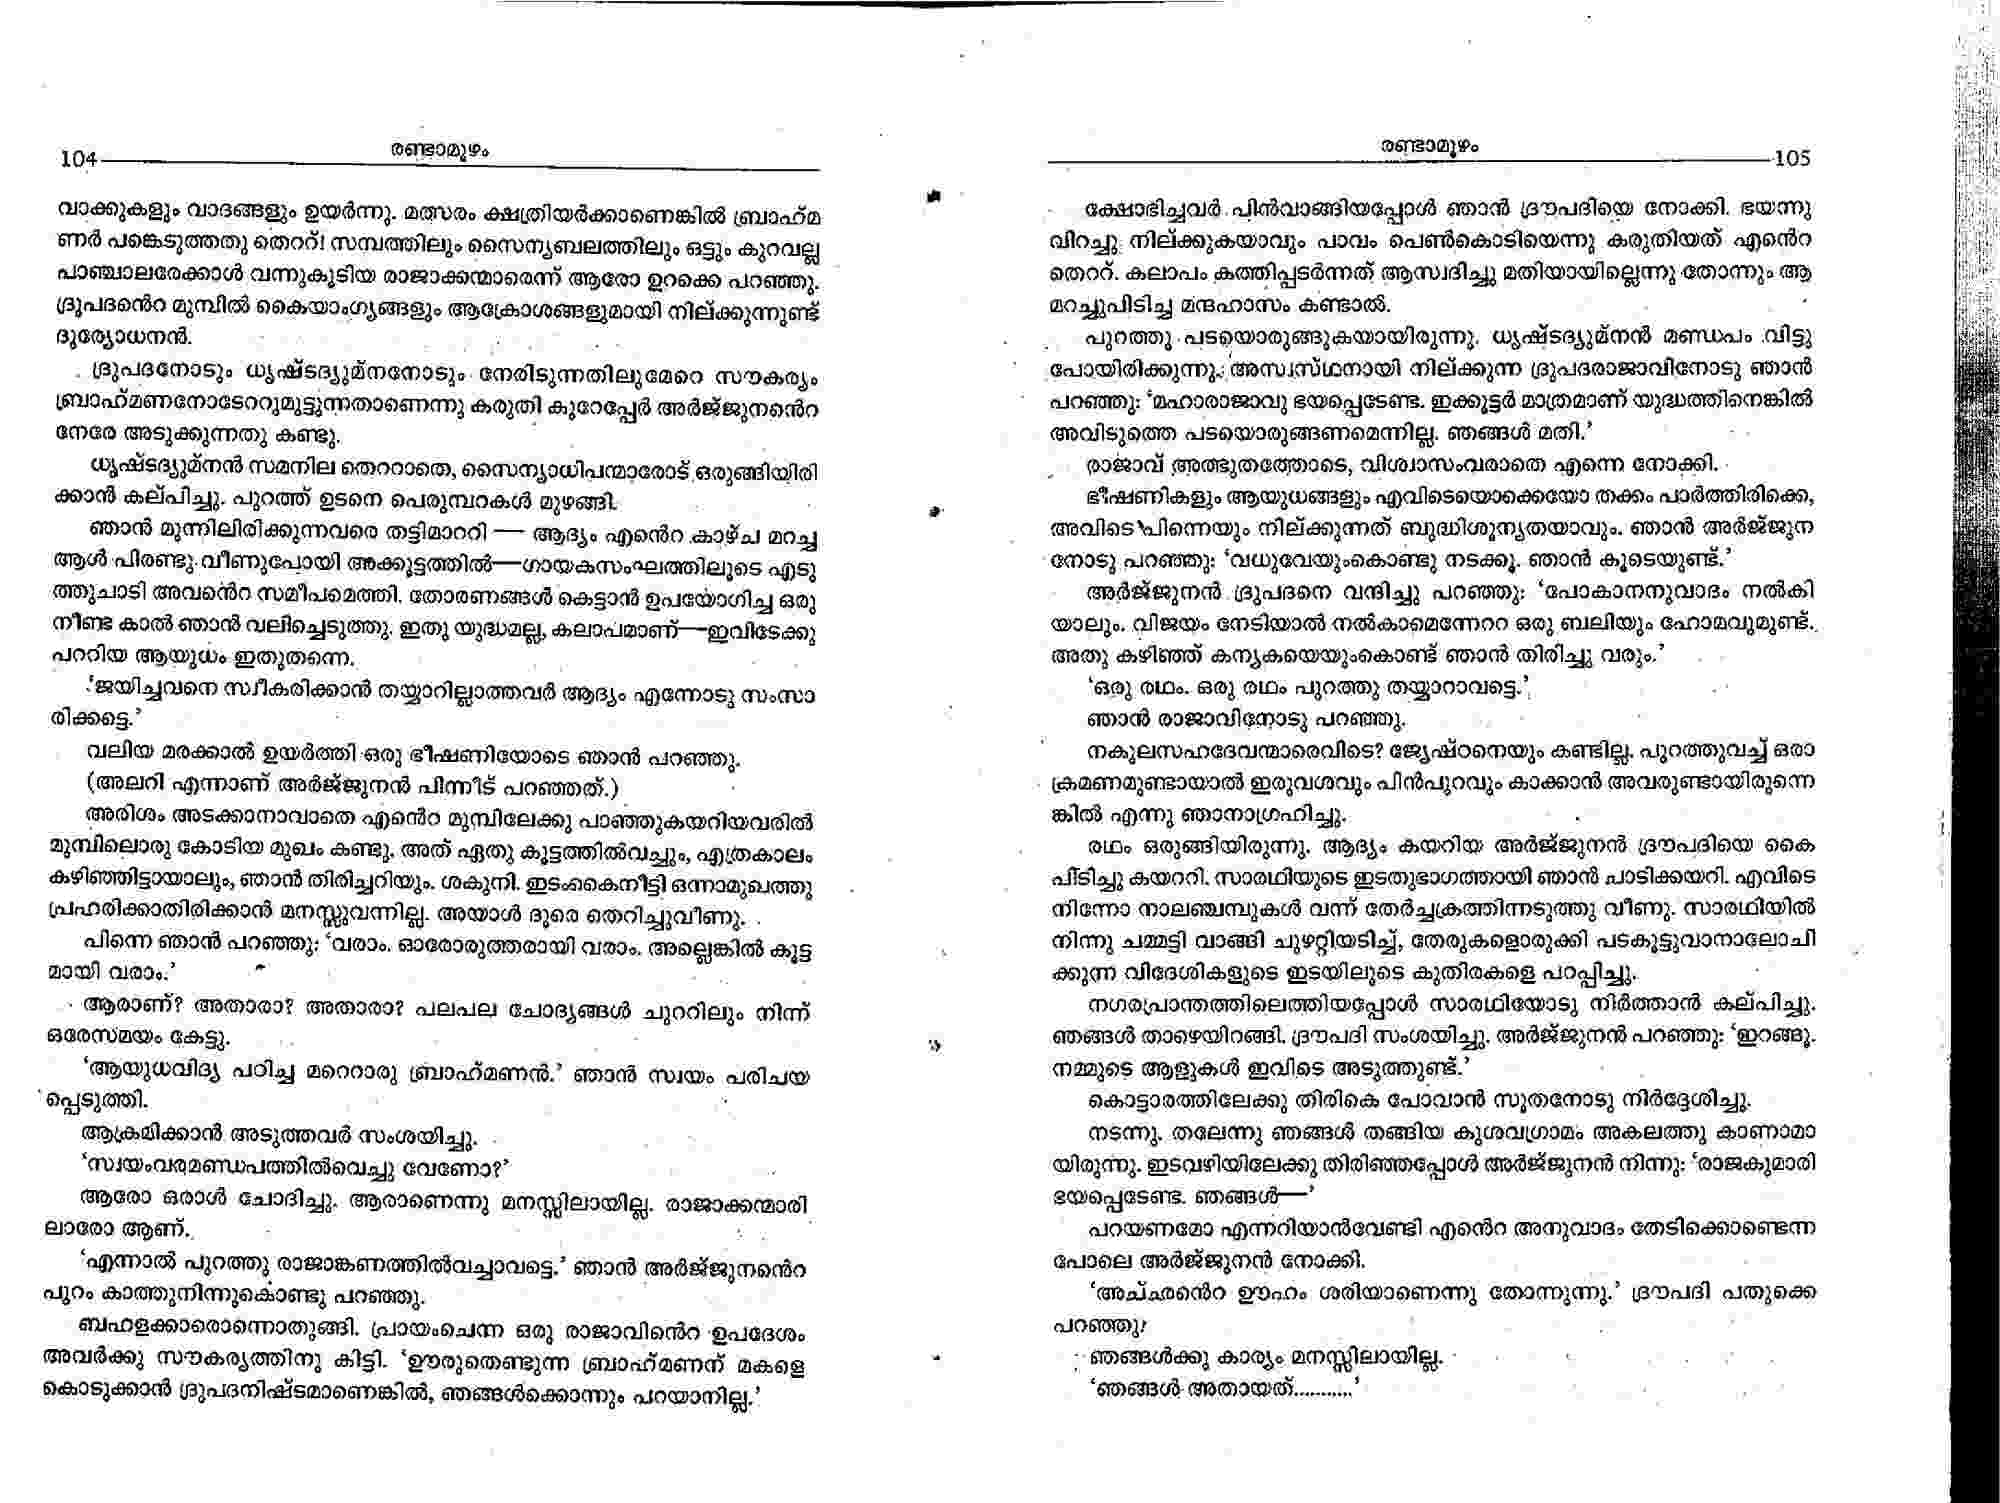 104
രണ്ടാമൂഴം
വാക്കുകളും വാദങ്ങളും ഉയർന്നു. മത്സരം ക്ഷത്രിയർക്കാണെങ്കിൽ ബ്രാഹ്മ
ണർ പങ്കെടുത്തതു തെററ്! സമ്പത്തിലും സൈന്യബലത്തിലും ഒട്ടും കുറവല്ല
പാഞ്ചാലരേക്കാൾ വന്നുകൂടിയ രാജാക്കന്മാരെന്ന് ആരോ ഉറക്കെ പറഞ്ഞു.
ദ്രുപദൻെറ മുമ്പിൽ കൈയാംഗ്യങ്ങളും ആക്രോശങ്ങളുമായി നില്ക്കുന്നുണ്ട്
ദുര്യോധനൻ.
ദ്രുപദനോടും ധൃഷ്ടദ്യുമ്നനോടും നേരിടുന്നതിലുമേറെ സൗകര്യം
ബ്രാഹ്മണനോടേററുമുട്ടുന്നതാണെന്നു കരുതി കുറേപ്പേർ അർജ്ജുനൻെറ
നേരേ അടുക്കുന്നതു കണ്ടു.
ധൃഷ്ടദ്യുമ്നൻ സമനില തെററാതെ, സൈന്യാധിപന്മാരോട് ഒരുങ്ങിയിരി
ക്കാൻ കല്പിച്ചു. പുറത്ത് ഉടനെ പെരുമ്പറകൾ മുഴങ്ങി.
ഞാൻ മുന്നിലിരിക്കുന്നവരെ തട്ടിമാററി — ആദ്യം എൻെറ കാഴ്ച മറച്ച
ആൾ പിരണ്ടു വീണുപോയി അക്കൂട്ടത്തിൽ—ഗായകസംഘത്തിലൂടെ എടു
ത്തുചാടി അവൻെറ സമീപമെത്തി. തോരണങ്ങൾ കെട്ടാൻ ഉപയോഗിച്ച ഒരു
നീണ്ട കാൽ ഞാൻ വലിച്ചെടുത്തു. ഇതു യുദ്ധമല്ല, കലാപമാണ്—ഇവിടേക്കു
പററിയ ആയുധം ഇതുതന്നെ.
'ജയിച്ചവനെ സ്വീകരിക്കാൻ തയ്യാറില്ലാത്തവർ ആദ്യം എന്നോടു സംസാ
രിക്കട്ടെ.'
വലിയ മരക്കാൽ ഉയർത്തി ഒരു ഭീഷണിയോടെ ഞാൻ പറഞ്ഞു.
(അലറി എന്നാണ് അർജ്ജുനൻ പിന്നീട് പറഞ്ഞത്.)
അരിശം അടക്കാനാവാതെ എൻെറ മുമ്പിലേക്കു പാഞ്ഞുകയറിയവരിൽ
മുമ്പിലൊരു കോടിയ മുഖം കണ്ടു. അത് ഏതു കൂട്ടത്തിൽവച്ചും, എത്രകാലം
കഴിഞ്ഞിട്ടായാലും, ഞാൻ തിരിച്ചറിയും. ശകുനി. ഇടംകൈനീട്ടി ഒന്നാമുഖത്തു
പ്രഹരിക്കാതിരിക്കാൻ മനസ്സുവന്നില്ല. അയാൾ ദൂരെ തെറിച്ചുവീണു.
പിന്നെ ഞാൻ പറഞ്ഞു: 'വരാം. ഓരോരുത്തരായി വരാം. അല്ലെങ്കിൽ കൂട്ട
മായി വരാം.'
ആരാണ്? അതാരാ? അതാരാ? പലപല ചോദ്യങ്ങൾ ചുററിലും നിന്ന്
ഒരേസമയം കേട്ടു.
'ആയുധവിദ്യ പഠിച്ച മറെറാരു ബ്രാഹ്മണൻ.' ഞാൻ സ്വയം പരിചയ
പ്പെടുത്തി.
ആക്രമിക്കാൻ അടുത്തവർ സംശയിച്ചു.
'സ്വയംവരമണ്ഡപത്തിൽവെച്ചു വേണോ?'
ആരോ ഒരാൾ ചോദിച്ചു. ആരാണെന്നു മനസ്സിലായില്ല. രാജാക്കന്മാരി
ലാരോ ആണ്.
'എന്നാൽ പുറത്തു രാജാങ്കണത്തിൽവച്ചാവട്ടെ.' ഞാൻ അർജ്ജുനൻെറ
പുറം കാത്തുനിന്നുകൊണ്ടു പറഞ്ഞു.
ബഹളക്കാരൊന്നൊതുങ്ങി. പ്രായംചെന്ന ഒരു രാജാവിൻെറ ഉപദേശം
അവർക്കു സൗകര്യത്തിനു കിട്ടി. 'ഊരുതെണ്ടുന്ന ബ്രാഹ്മണന് മകളെ
കൊടുക്കാൻ ദ്രുപദനിഷ്ടമാണെങ്കിൽ, ഞങ്ങൾക്കൊന്നും പറയാനില്ല.'
രണ്ടാമൂഴം
105
ക്ഷോഭിച്ചവർ പിൻവാങ്ങിയപ്പോൾ ഞാൻ ദ്രൗപദിയെ നോക്കി. ഭയന്നു
വിറച്ചു നില്ക്കുകയാവും പാവം പെൺകൊടിയെന്നു കരുതിയത് എൻെറ
തെററ്. കലാപം കത്തിപ്പടർന്നത് ആസ്വദിച്ചു മതിയായില്ലെന്നു തോന്നും ആ
മറച്ചുപിടിച്ച മന്ദഹാസം കണ്ടാൽ.
പുറത്തു പടയൊരുങ്ങുകയായിരുന്നു. ധൃഷ്ടദ്യുമ്നൻ മണ്ഡപം വിട്ടു
പോയിരിക്കുന്നു. അസ്വസ്ഥനായി നില്ക്കുന്ന ദ്രുപദരാജാവിനോടു ഞാൻ
പറഞ്ഞു: 'മഹാരാജാവു ഭയപ്പെടേണ്ട. ഇക്കൂട്ടർ മാത്രമാണ് യുദ്ധത്തിനെങ്കിൽ
അവിടുത്തെ പടയൊരുങ്ങണമെന്നില്ല. ഞങ്ങൾ മതി.'
രാജാവ് അത്ഭുതത്തോടെ, വിശ്വാസംവരാതെ എന്നെ നോക്കി.
ഭീഷണികളും ആയുധങ്ങളും എവിടെയൊക്കെയോ തക്കം പാർത്തിരിക്കെ,
അവിടെ പിന്നെയും നില്ക്കുന്നത് ബുദ്ധിശൂന്യതയാവും. ഞാൻ അർജ്ജുന
നോടു പറഞ്ഞു: 'വധുവേയുംകൊണ്ടു നടക്കൂ. ഞാൻ കൂടെയുണ്ട്.'
അർജ്ജുനൻ ദ്രുപദനെ വന്ദിച്ചു പറഞ്ഞു: 'പോകാനനുവാദം നൽകി
യാലും. വിജയം നേടിയാൽ നൽകാമെന്നേററ ഒരു ബലിയും ഹോമവുമുണ്ട്.
അതു കഴിഞ്ഞ് കന്യകയെയുംകൊണ്ട് ഞാൻ തിരിച്ചു വരും.'
'ഒരു രഥം. ഒരു രഥം പുറത്തു തയ്യാറാവട്ടെ.'
ഞാൻ രാജാവിനോടു പറഞ്ഞു.
നകുലസഹദേവന്മാരെവിടെ? ജ്യേഷ്ഠനെയും കണ്ടില്ല. പുറത്തുവച്ച് ഒരാ
ക്രമണമുണ്ടായാൽ ഇരുവശവും പിൻപുറവും കാക്കാൻ അവരുണ്ടായിരുന്നെ
ങ്കിൽ എന്നു ഞാനാഗ്രഹിച്ചു.
രഥം ഒരുങ്ങിയിരുന്നു. ആദ്യം കയറിയ അർജ്ജുനൻ ദ്രൗപദിയെ കൈ
പിടിച്ചു കയററി. സാരഥിയുടെ ഇടതുഭാഗത്തായി ഞാൻ ചാടിക്കയറി. എവിടെ
നിന്നോ നാലഞ്ചമ്പുകൾ വന്ന് തേർച്ചക്രത്തിന്നടുത്തു വീണു. സാരഥിയിൽ
നിന്നു ചമ്മട്ടി വാങ്ങി ചുഴറ്റിയടിച്ച്, തേരുകളൊരുക്കി പടകൂട്ടുവാനാലോചി
ക്കുന്ന വിദേശികളുടെ ഇടയിലൂടെ കുതിരകളെ പറപ്പിച്ചു.
നഗരപ്രാന്തത്തിലെത്തിയപ്പോൾ സാരഥിയോടു നിർത്താൻ കല്പിച്ചു.
ഞങ്ങൾ താഴെയിറങ്ങി. ദ്രൗപദി സംശയിച്ചു. അർജ്ജുനൻ പറഞ്ഞു: 'ഇറങ്ങൂ.
നമ്മുടെ ആളുകൾ ഇവിടെ അടുത്തുണ്ട്.'
കൊട്ടാരത്തിലേക്കു തിരികെ പോവാൻ സൂതനോടു നിർദ്ദേശിച്ചു.
നടന്നു. തലേന്നു ഞങ്ങൾ തങ്ങിയ കുശവഗ്രാമം അകലത്തു കാണാമാ
യിരുന്നു. ഇടവഴിയിലേക്കു തിരിഞ്ഞപ്പോൾ അർജ്ജുനൻ നിന്നു: 'രാജകുമാരി
ഭയപ്പെടേണ്ട. ഞങ്ങൾ—'
പറയണമോ എന്നറിയാൻവേണ്ടി എൻെറ അനുവാദം തേടിക്കൊണ്ടെന്ന
പോലെ അർജ്ജുനൻ നോക്കി.
'അച്ഛൻെറ ഊഹം ശരിയാണെന്നു തോന്നുന്നു.' ദ്രൗപദി പതുക്കെ
പറഞ്ഞു:
ഞങ്ങൾക്കു കാര്യം മനസ്സിലായില്ല.
'ഞങ്ങൾ അതായത്...........'